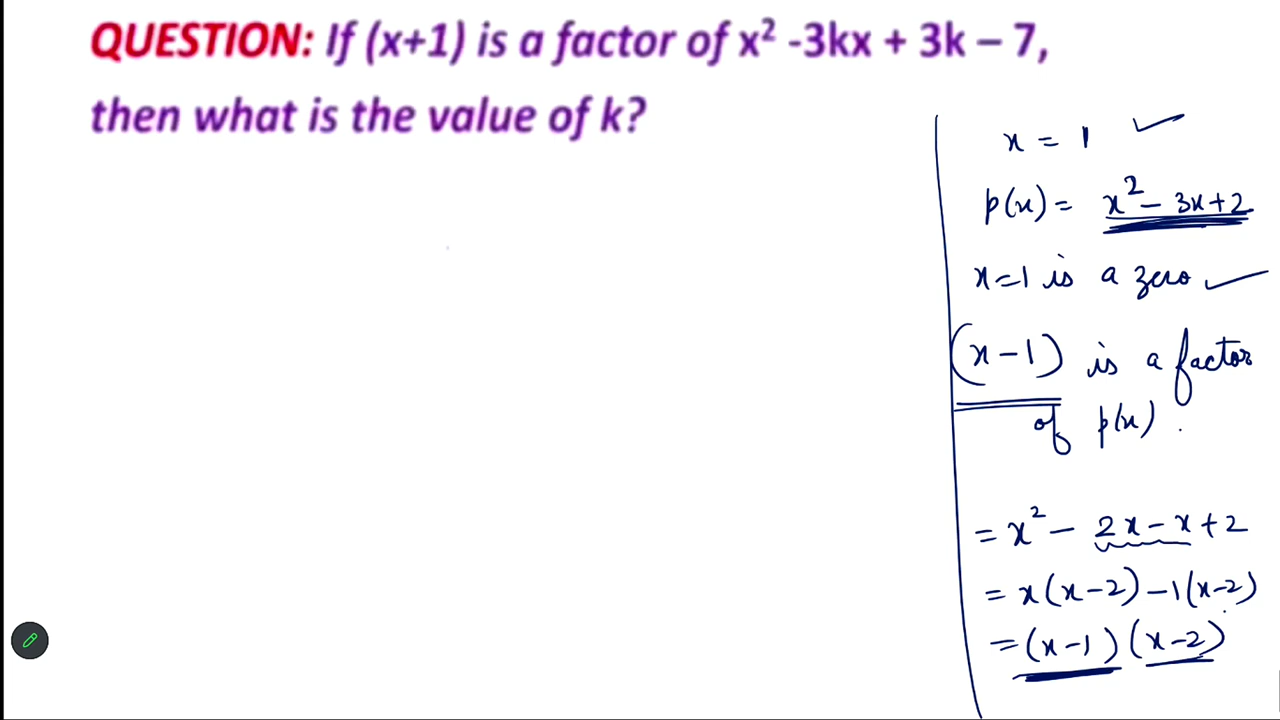 QUESTION: If (x+1) is a factor of x² -3kx + 3k – 7,
then what is the value of k?
x = 1 ✓
p(x) = x² - 3x + 2
x = 1 is a zero ✓
(x - 1) is a factor
of p(x) .
= x² - 2x - x + 2
= x(x - 2) - 1(x - 2)
= (x - 1) (x - 2)